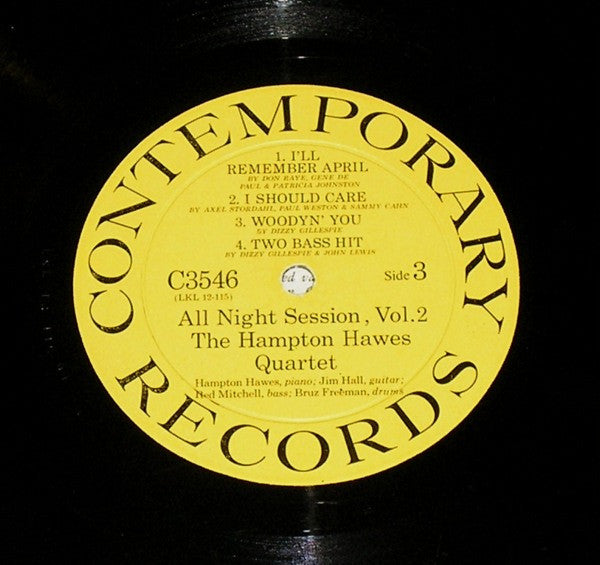 CONTEMPORARY
1. I'LL
REMEMBER APRIL
BY DON RAYE, GENE DE
PAUL & PATRICIA JOHNSTON
2. I SHOULD CARE
BY AXEL STORDAHL, PAUL WESTON & SAMMY CAHN
3. WOODYN' YOU
BY DIZZY GILLESPIE
4. TWO BASS HIT
BY DIZZY GILLESPIE & JOHN LEWIS
C3546 Side 3
(LKL 12-115)
All Night Session, Vol.2
The Hampton Hawes
Quartet
Hampton Hawes, piano; Jim Hall, guitar;
Red Mitchell, bass; Bruz Freeman, drums
RECORDS